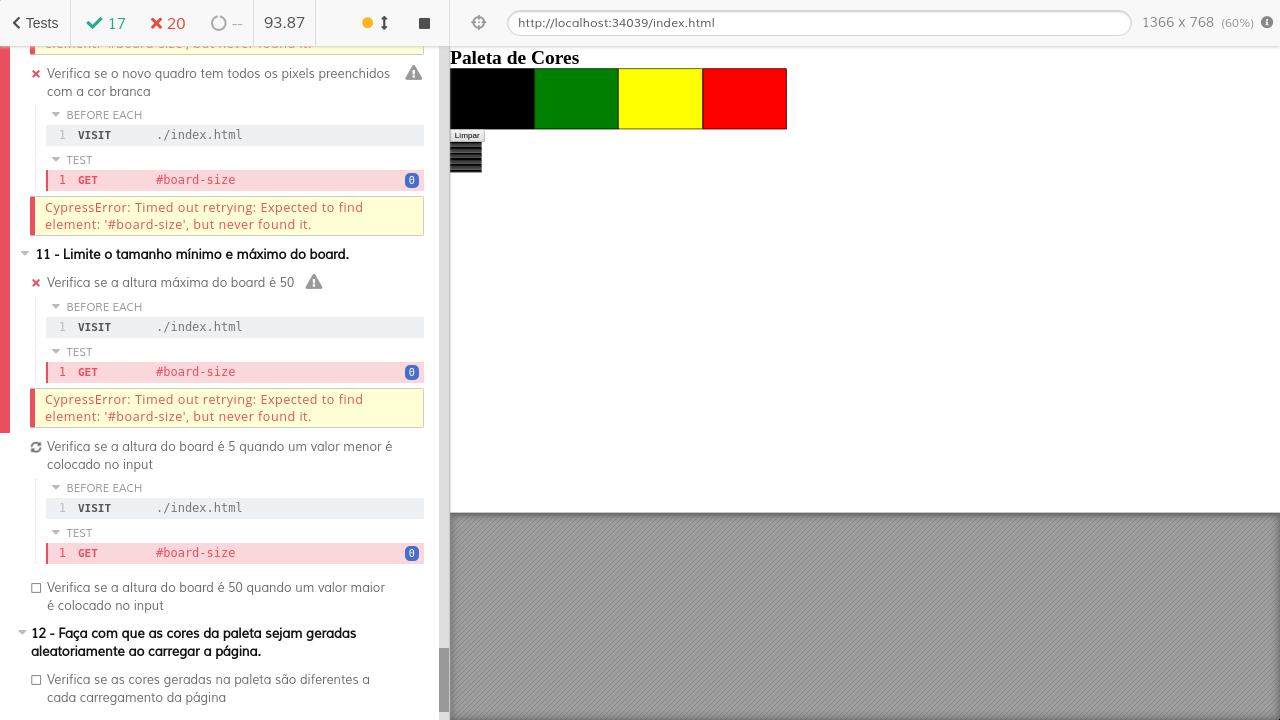 Tests 17 20 -- 93.87
http://localhost:34039/index.html 1366 x 768 (60%)
element: '#board-size', but never found it.
Verifica se o novo quadro tem todos os pixels preenchidos
com a cor branca
BEFORE EACH
1 VISIT ./index.html
TEST
1 GET #board-size 0
CypressError: Timed out retrying: Expected to find
element: '#board-size', but never found it.
11 - Limite o tamanho mínimo e máximo do board.
Verifica se a altura máxima do board é 50
BEFORE EACH
1 VISIT ./index.html
TEST
1 GET #board-size 0
CypressError: Timed out retrying: Expected to find
element: '#board-size', but never found it.
Verifica se a altura do board é 5 quando um valor menor é
colocado no input
BEFORE EACH
1 VISIT ./index.html
TEST
1 GET #board-size 0
Verifica se a altura do board é 50 quando um valor maior
é colocado no input
12 - Faça com que as cores da paleta sejam geradas
aleatoriamente ao carregar a página.
Verifica se as cores geradas na paleta são diferentes a
cada carregamento da página
Paleta de Cores
Limpar